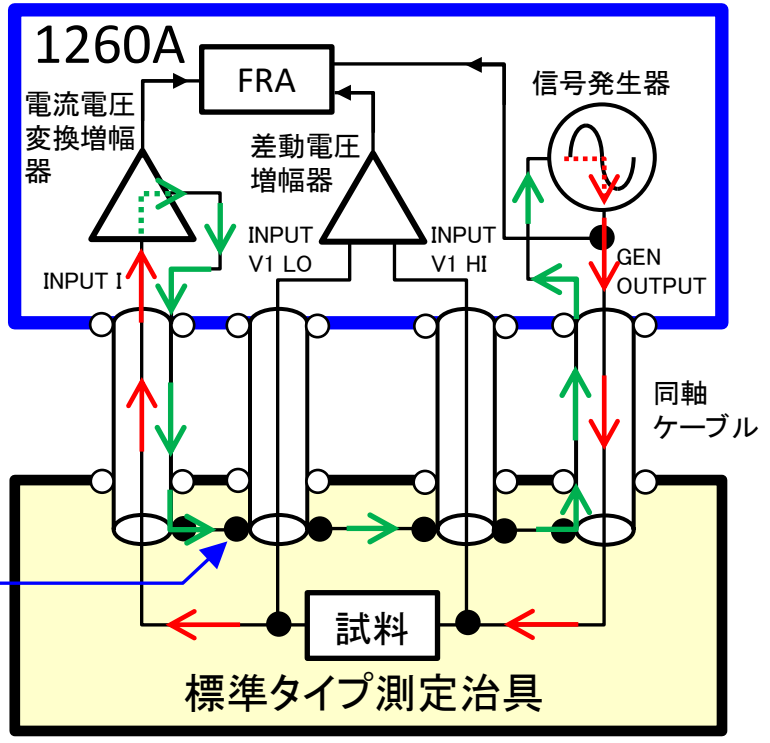 1260A
FRA
信号発生器
電流電圧
変換増幅
器
差動電圧
増幅器
INPUT
V1 LO
INPUT
V1 HI
GEN
OUTPUT
INPUT I
同軸
ケーブル
試料
標準タイプ測定治具